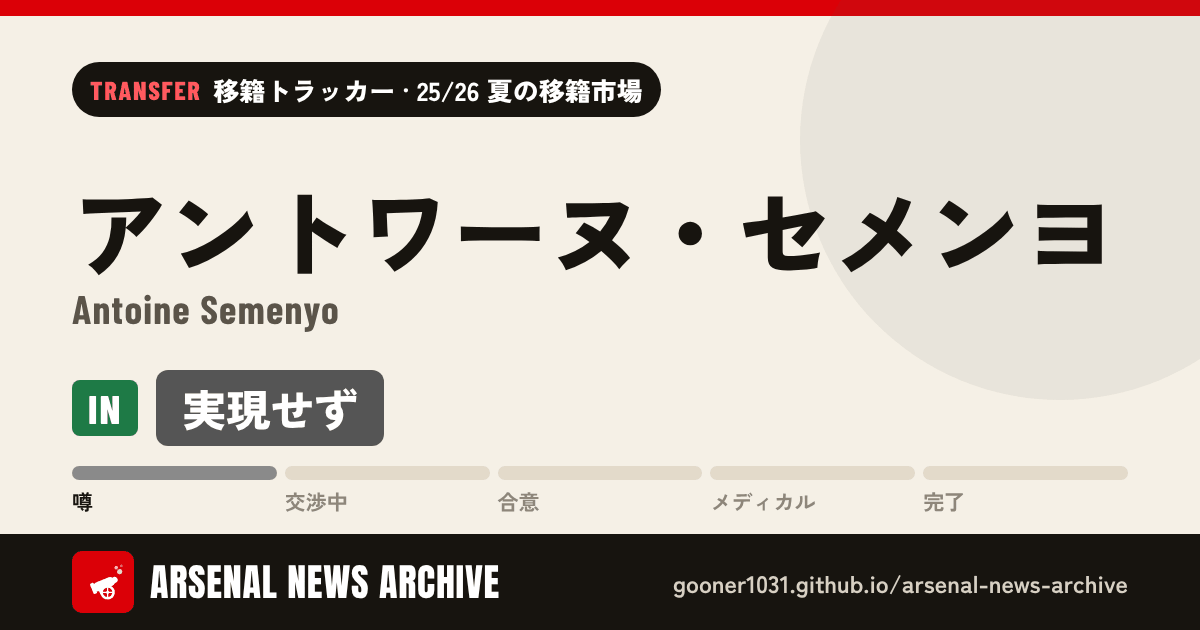 TRANSFER 移籍トラッカー · 25/26 夏の移籍市場
アントワーヌ・セメンヨ
Antoine Semenyo
IN 実現せず
噂 交渉中 合意 メディカル 完了
ARSENAL NEWS ARCHIVE gooner1031.github.io/arsenal-news-archive